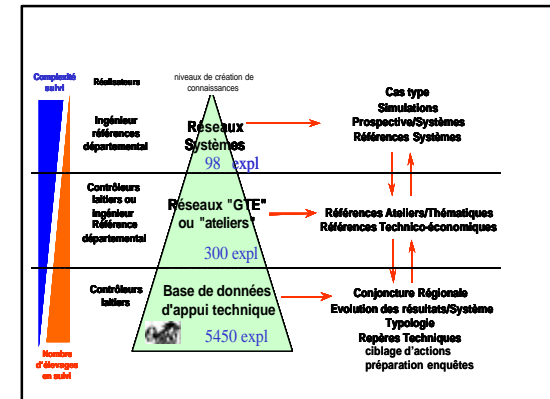 Complexité
suivi
Réalisateurs
niveaux de création de
connaissances
Ingénieur
références
départemental
Réseaux
Systèmes
98 expl
Cas type
Simulations
Prospective/Systèmes
Références Systèmes
Contrôleurs
laitiers ou
ingénieur
Référence
départemental
Réseaux "GTE"
ou "ateliers"
300 expl
Références Ateliers/Thématiques
Références Technico-économiques
Contrôleurs
laitiers
Base de données
d'appui technique
5450 expl
Conjoncture Régionale
Evolution des résultats/Système
Typologie
Repères Techniques
ciblage d'actions
préparation enquêtes
Nombre
d'élevages
en suivi